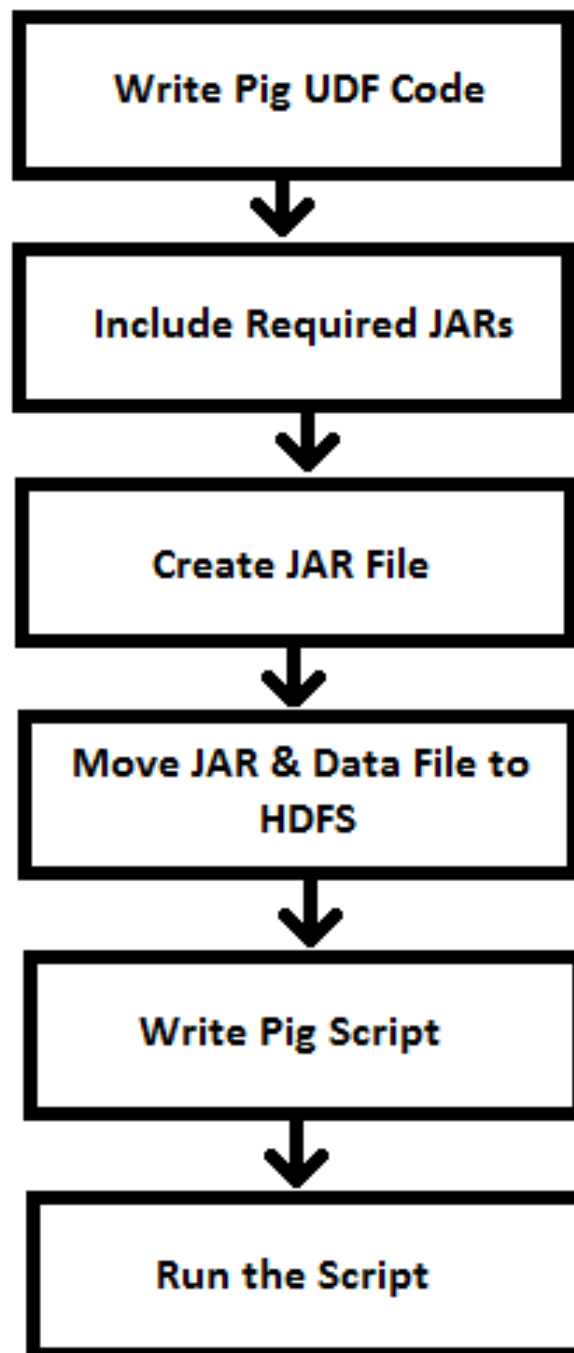 Write Pig UDF Code
Include Required JARs
Create JAR File
Move JAR & Data File to
HDFS
Write Pig Script
Run the Script